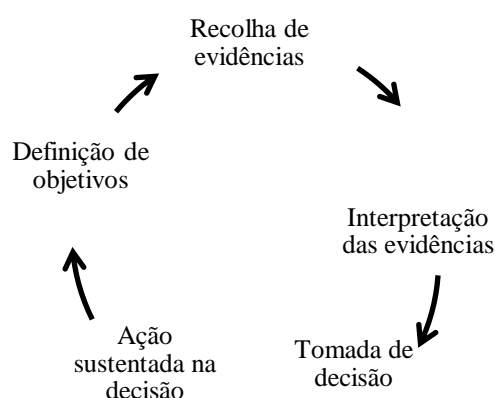 Recolha de
evidências
Interpretação
das evidências
Tomada de
decisão
Ação
sustentada na
decisão
Definição de
objetivos